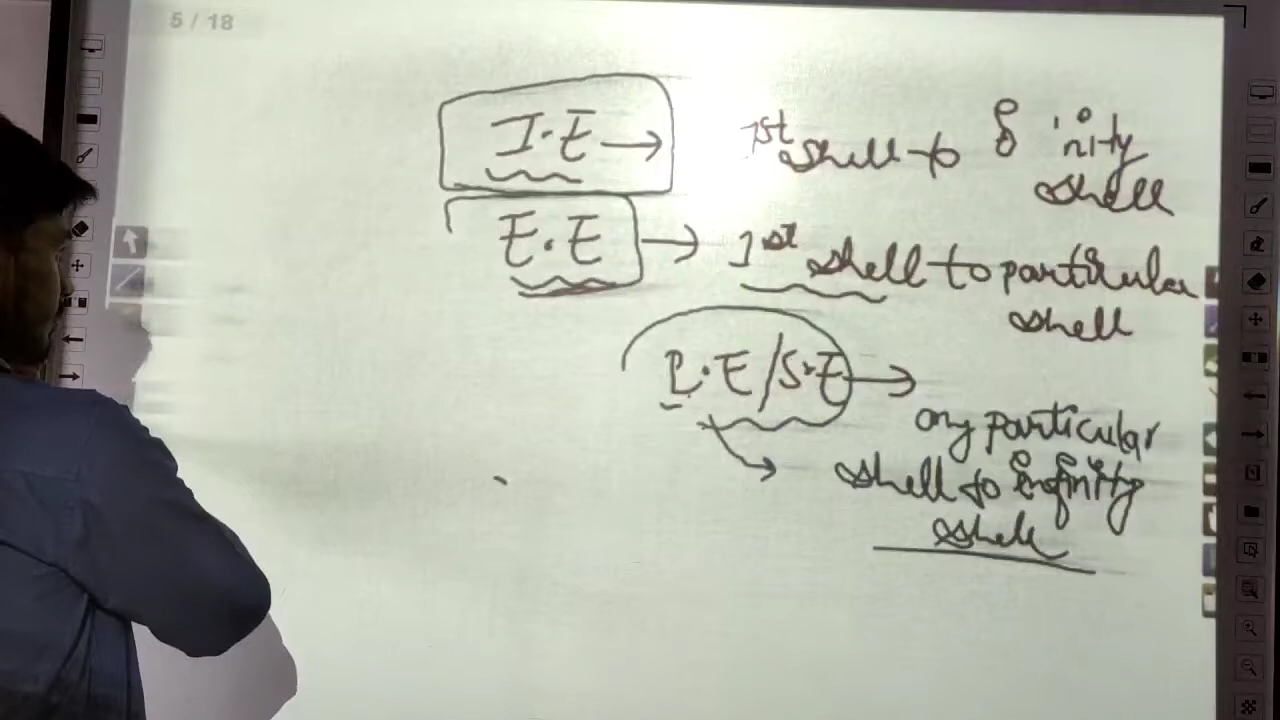 5 / 18
I.E → 1st shell to inity
shell
E.E → 1st shell to particular
shell
P.E/S.E →
any particular
shell to infinity
shell